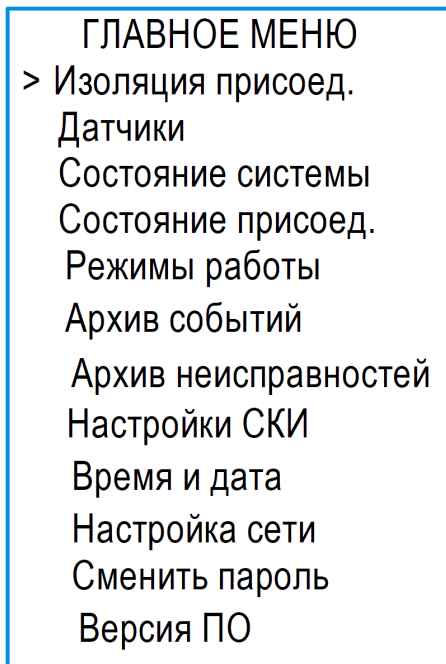 ГЛАВНОЕ МЕНЮ
> Изоляция присоед.
Датчики
Состояние системы
Состояние присоед.
Режимы работы
Архив событий
Архив неисправностей
Настройки СКИ
Время и дата
Настройка сети
Сменить пароль
Версия ПО